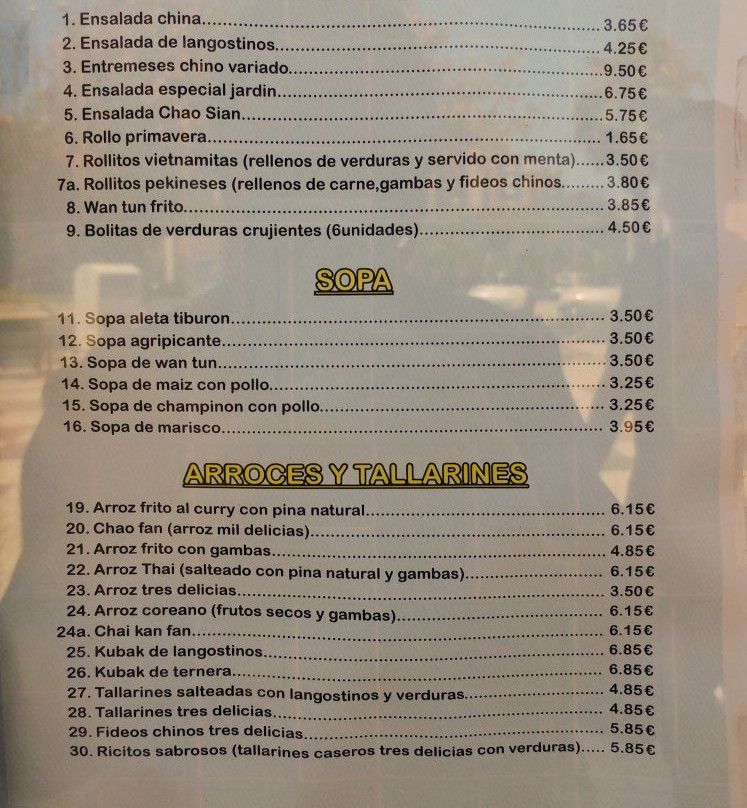 1. Ensalada china............ 3.65€
2. Ensalada de langostinos............ 4.25€
3. Entremeses chino variado............ 9.50€
4. Ensalada especial jardin............ 6.75€
5. Ensalada Chao Sian............ 5.75€
6. Rollo primavera............ 1.65€
7. Rollitos vietnamitas (rellenos de verduras y servido con menta)...... 3.50€
7a. Rollitos pekineses (rellenos de carne,gambas y fideos chinos......... 3.80€
8. Wan tun frito............ 3.85€
9. Bolitas de verduras crujientes (6unidades)............ 4.50€
SOPA
11. Sopa aleta tiburon............ 3.50€
12. Sopa agripicante............ 3.50€
13. Sopa de wan tun............ 3.50€
14. Sopa de maiz con pollo............ 3.25€
15. Sopa de champinon con pollo............ 3.25€
16. Sopa de marisco............ 3.95€
ARROCES Y TALLARINES
19. Arroz frito al curry con pina natural............ 6.15€
20. Chao fan (arroz mil delicias)............ 6.15€
21. Arroz frito con gambas............ 4.85€
22. Arroz Thai (salteado con pina natural y gambas)............ 6.15€
23. Arroz tres delicias............ 3.50€
24. Arroz coreano (frutos secos y gambas)............ 6.15€
24a. Chai kan fan............ 6.15€
25. Kubak de langostinos............ 6.85€
26. Kubak de ternera............ 6.85€
27. Tallarines salteadas con langostinos y verduras............ 4.85€
28. Tallarines tres delicias............ 4.85€
29. Fideos chinos tres delicias............ 5.85€
30. Ricitos sabrosos (tallarines caseros tres delicias con verduras)..... 5.85€